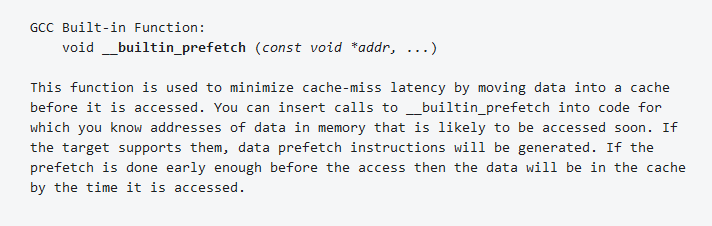 GCC Built-in Function:
void __builtin_prefetch (const void *addr, ...)
This function is used to minimize cache-miss latency by moving data into a cache
before it is accessed. You can insert calls to __builtin_prefetch into code for
which you know addresses of data in memory that is likely to be accessed soon. If
the target supports them, data prefetch instructions will be generated. If the
prefetch is done early enough before the access then the data will be in the cache
by the time it is accessed.